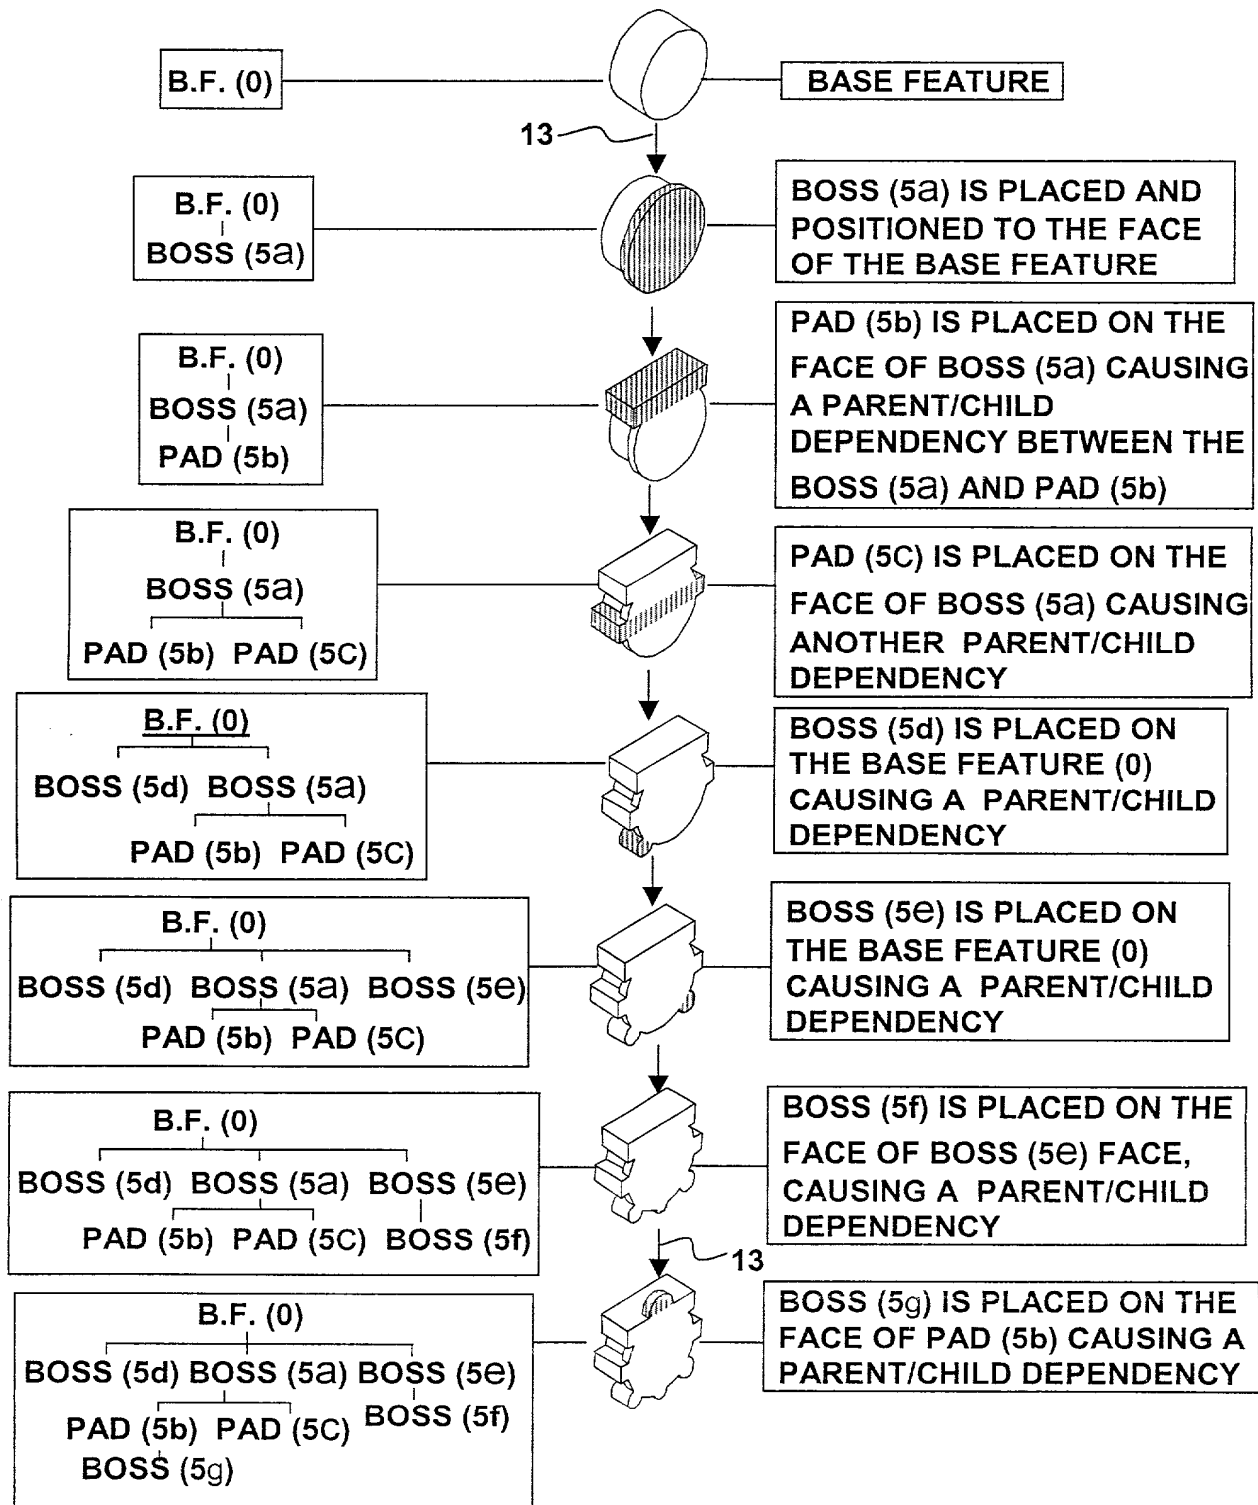 B.F. (0)
BASE FEATURE
13
B.F. (0)
BOSS (5a)
BOSS (5a) IS PLACED AND
POSITIONED TO THE FACE
OF THE BASE FEATURE
B.F. (0)
BOSS (5a)
PAD (5b)
PAD (5b) IS PLACED ON THE
FACE OF BOSS (5a) CAUSING
A PARENT/CHILD
DEPENDENCY BETWEEN THE
BOSS (5a) AND PAD (5b)
B.F. (0)
BOSS (5a)
PAD (5b) PAD (5C)
PAD (5C) IS PLACED ON THE
FACE OF BOSS (5a) CAUSING
ANOTHER PARENT/CHILD
DEPENDENCY
B.F. (0)
BOSS (5d) BOSS (5a)
PAD (5b) PAD (5C)
BOSS (5d) IS PLACED ON
THE BASE FEATURE (0)
CAUSING A PARENT/CHILD
DEPENDENCY
B.F. (0)
BOSS (5d) BOSS (5a) BOSS (5e)
PAD (5b) PAD (5C)
BOSS (5e) IS PLACED ON
THE BASE FEATURE (0)
CAUSING A PARENT/CHILD
DEPENDENCY
B.F. (0)
BOSS (5d) BOSS (5a) BOSS (5e)
PAD (5b) PAD (5C) BOSS (5f)
BOSS (5f) IS PLACED ON THE
FACE OF BOSS (5e) FACE,
CAUSING A PARENT/CHILD
DEPENDENCY
13
B.F. (0)
BOSS (5d) BOSS (5a) BOSS (5e)
PAD (5b) PAD (5C) BOSS (5f)
BOSS (5g)
BOSS (5g) IS PLACED ON THE
FACE OF PAD (5b) CAUSING A
PARENT/CHILD DEPENDENCY